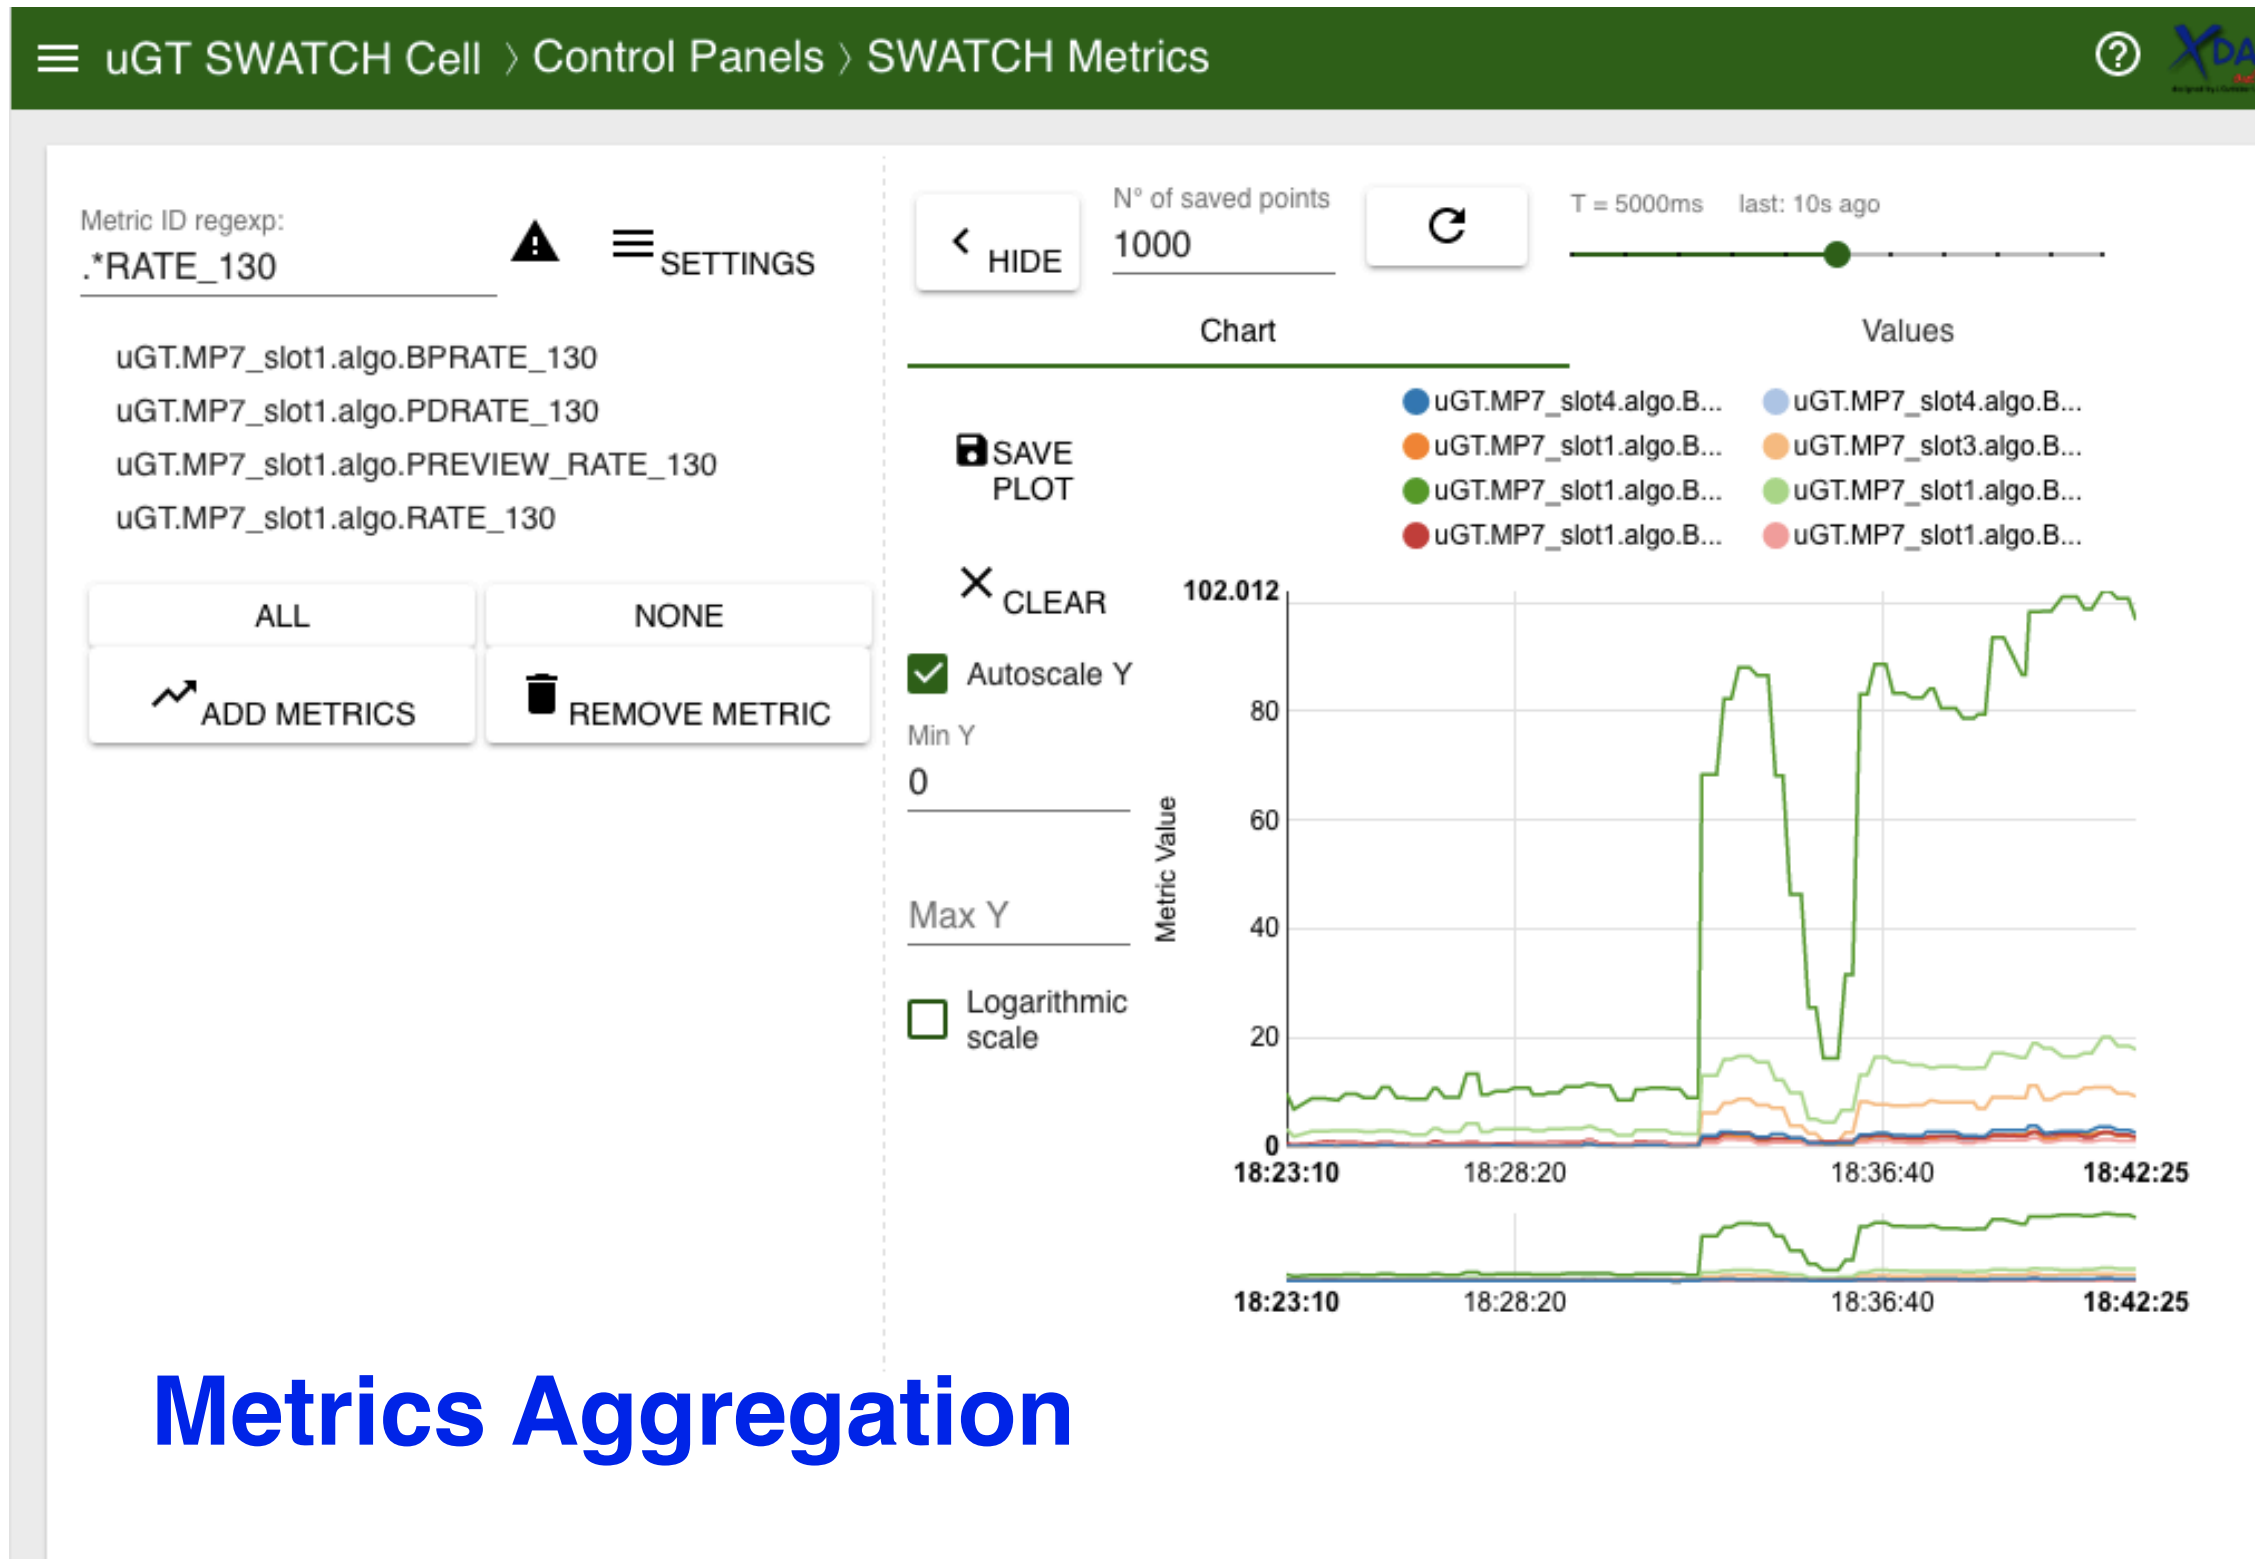 uGT SWATCH Cell 〉Control Panels 〉SWATCH Metrics
Metric ID regexp:
.*RATE_130
SETTINGS
uGT.MP7_slot1.algo.BPRATE_130
uGT.MP7_slot1.algo.PDRATE_130
uGT.MP7_slot1.algo.PREVIEW_RATE_130
uGT.MP7_slot1.algo.RATE_130
ALL
NONE
ADD METRICS
REMOVE METRIC
HIDE
N° of saved points
1000
T = 5000ms
last: 10s ago
Chart
Values
SAVE
PLOT
CLEAR
Autoscale Y
Min Y
0
Max Y
Logarithmic
scale
uGT.MP7_slot4.algo.B...
uGT.MP7_slot4.algo.B...
uGT.MP7_slot1.algo.B...
uGT.MP7_slot3.algo.B...
uGT.MP7_slot1.algo.B...
uGT.MP7_slot1.algo.B...
uGT.MP7_slot1.algo.B...
uGT.MP7_slot1.algo.B...
Metric Value
102.012
80
60
40
20
0
18:23:10
18:28:20
18:36:40
18:42:25
18:23:10
18:28:20
18:36:40
18:42:25
Metrics Aggregation